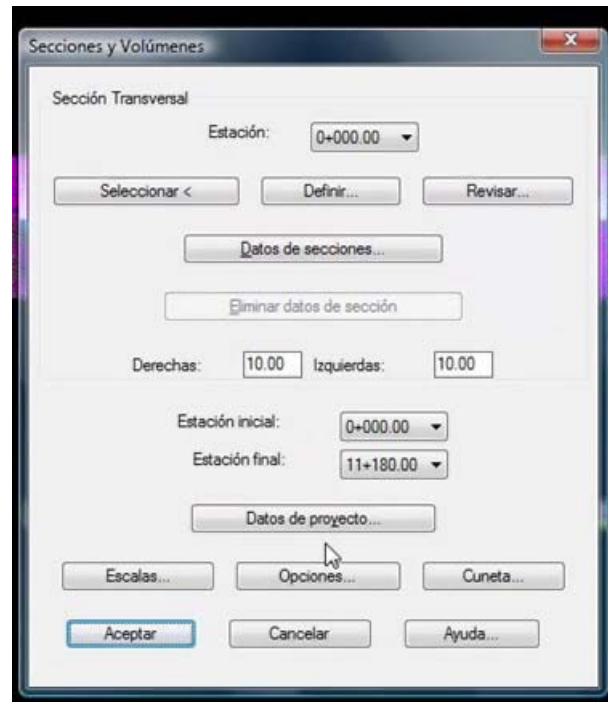 Secciones y Volúmenes
Sección Transversal
Estación: 0+000.00
Seleccionar < Definir... Revisar...
Datos de secciones...
Eliminar datos de sección
Derechas: 10.00 Izquierdas: 10.00
Estación inicial: 0+000.00
Estación final: 11+180.00
Datos de proyecto...
Escalas... Opciones... Cuneta...
Aceptar Cancelar Ayuda...